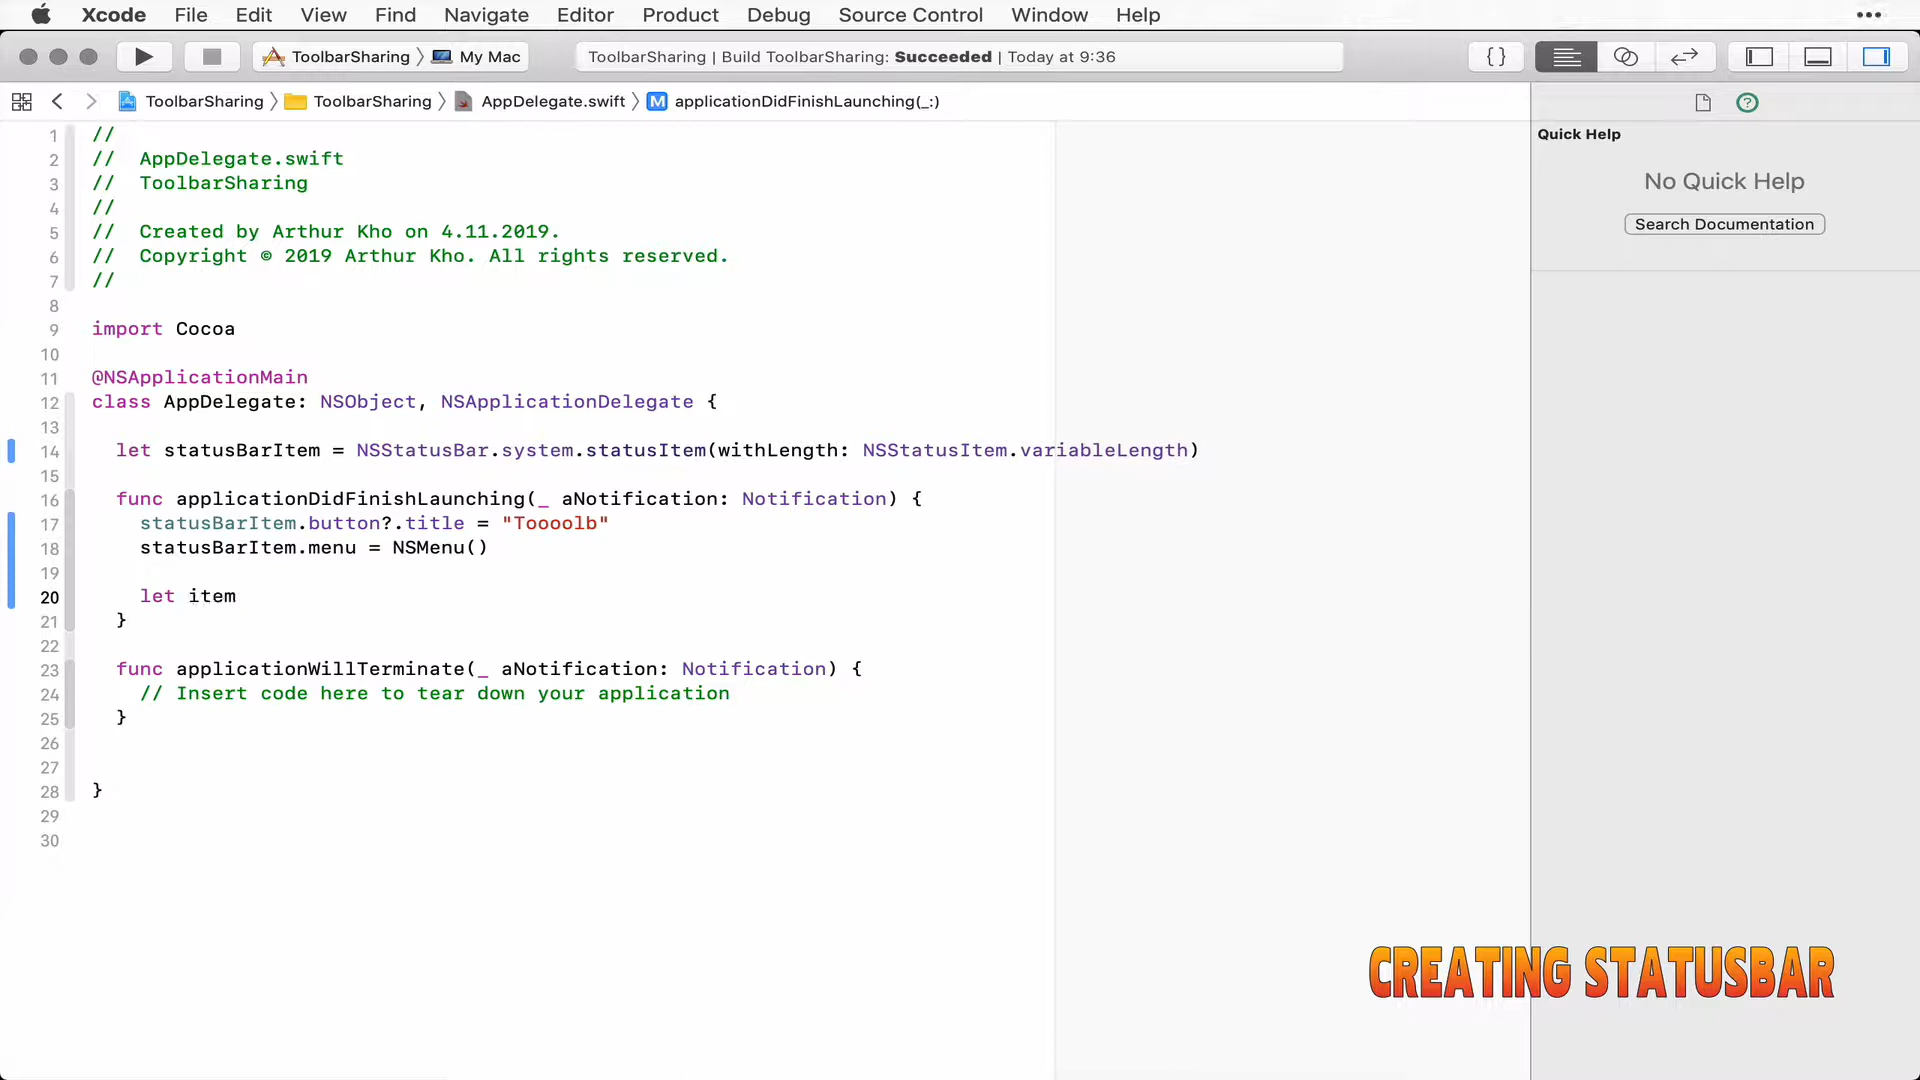 Xcode File Edit View Find Navigate Editor Product Debug Source Control Window Help
ToolbarSharing My Mac
ToolbarSharing | Build ToolbarSharing: Succeeded | Today at 9:36
{ }
ToolbarSharing ToolbarSharing AppDelegate.swift M applicationDidFinishLaunching(_:)
?
Quick Help
No Quick Help
Search Documentation
1 //
2 // AppDelegate.swift
3 // ToolbarSharing
4 //
5 // Created by Arthur Kho on 4.11.2019.
6 // Copyright © 2019 Arthur Kho. All rights reserved.
7 //
8
9 import Cocoa
10
11 @NSApplicationMain
12 class AppDelegate: NSObject, NSApplicationDelegate {
13
14 let statusBarItem = NSStatusBar.system.statusItem(withLength: NSStatusItem.variableLength)
15
16 func applicationDidFinishLaunching(_ aNotification: Notification) {
17 statusBarItem.button?.title = "Toooolb"
18 statusBarItem.menu = NSMenu()
19
20 let item
21 }
22
23 func applicationWillTerminate(_ aNotification: Notification) {
24 // Insert code here to tear down your application
25 }
26
27
28 }
29
30
CREATING STATUSBAR